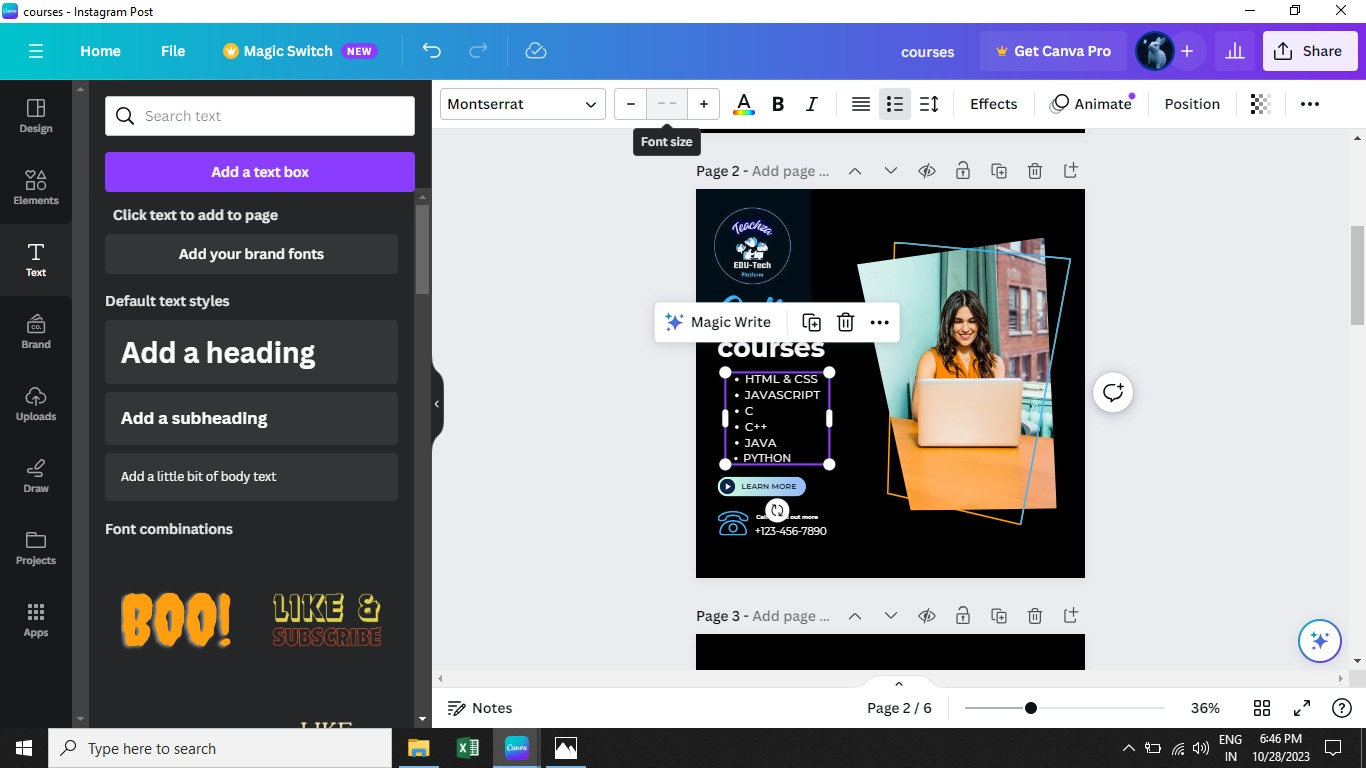 courses - Instagram Post
Home File Magic Switch NEW courses Get Canva Pro Share
Montserrat − -- + A B I Effects Animate Position
Font size
Design
Elements
Text
Brand
Uploads
Draw
Projects
Apps
Search text
Add a text box
Click text to add to page
Add your brand fonts
Default text styles
Add a heading
Add a subheading
Add a little bit of body text
Font combinations
BOO!
LIKE &
SUBSCRIBE
LIKE
Page 2 - Add page ...
Teachiza
EDU-Tech
Platform
Magic Write
courses
• HTML & CSS
• JAVASCRIPT
• C
• C++
• JAVA
• PYTHON
LEARN MORE
out more
+123-456-7890
Page 3 - Add page ...
Notes Page 2 / 6 36%
Type here to search
ENG
IN
6:46 PM
10/28/2023